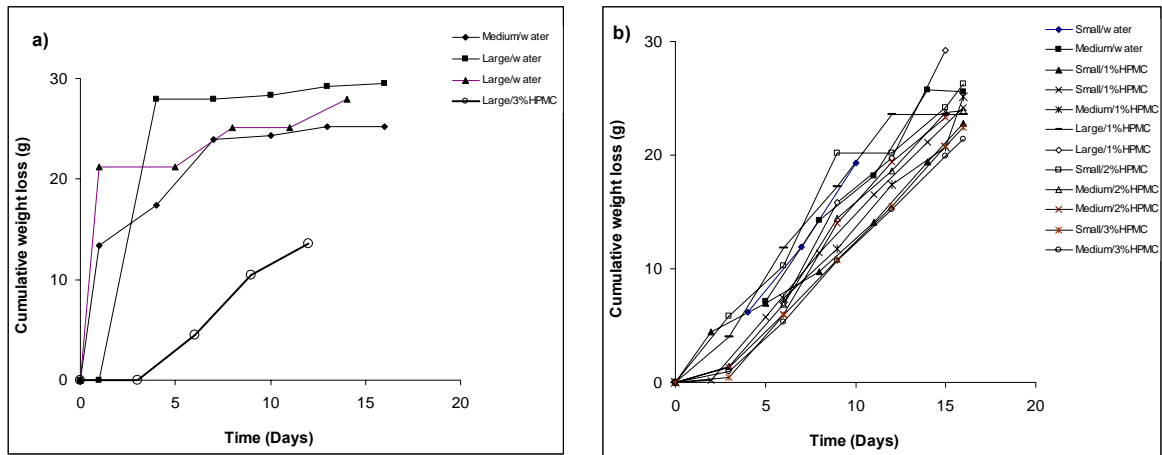 a)
Medium/water
Large/water
Large/water
Large/3%HPMC
Cumulative weight loss (g)
30
20
10
0
0
5
10
15
20
Time (Days)
b)
Small/water
Medium/water
Small/1%HPMC
Small/1%HPMC
Medium/1%HPMC
Large/1%HPMC
Large/1%HPMC
Small/2%HPMC
Medium/2%HPMC
Medium/2%HPMC
Small/3%HPMC
Medium/3%HPMC
Cumulative weight loss (g)
30
20
10
0
0
5
10
15
20
Time (Days)